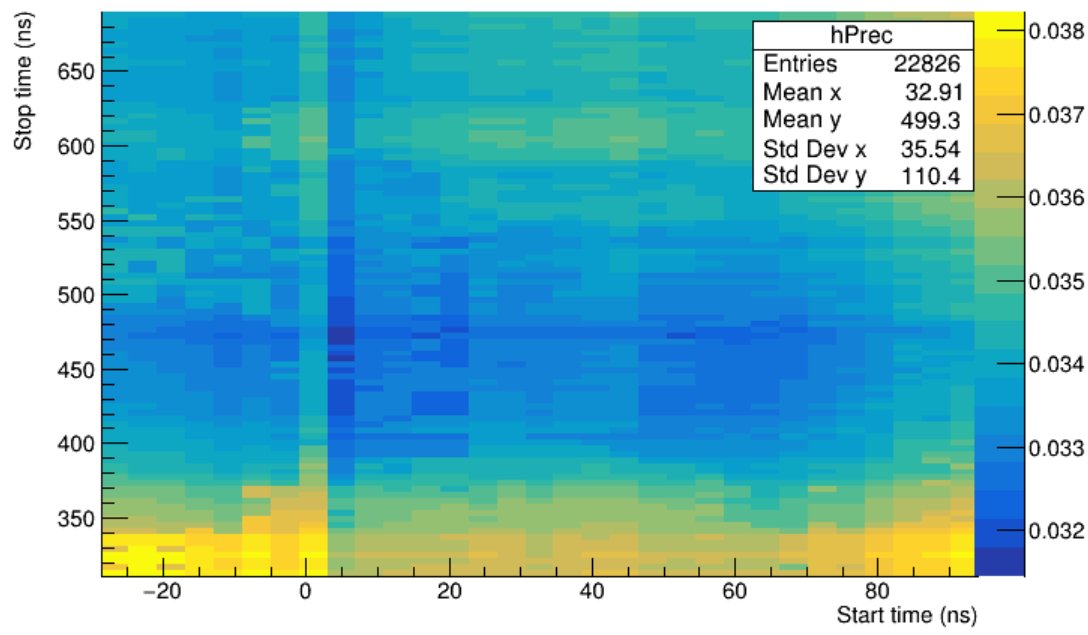 Stop time (ns)
650
600
550
500
450
400
350
−20
0
20
40
60
80
Start time (ns)
hPrec
Entries 22826
Mean x 32.91
Mean y 499.3
Std Dev x 35.54
Std Dev y 110.4
0.038
0.037
0.036
0.035
0.034
0.033
0.032